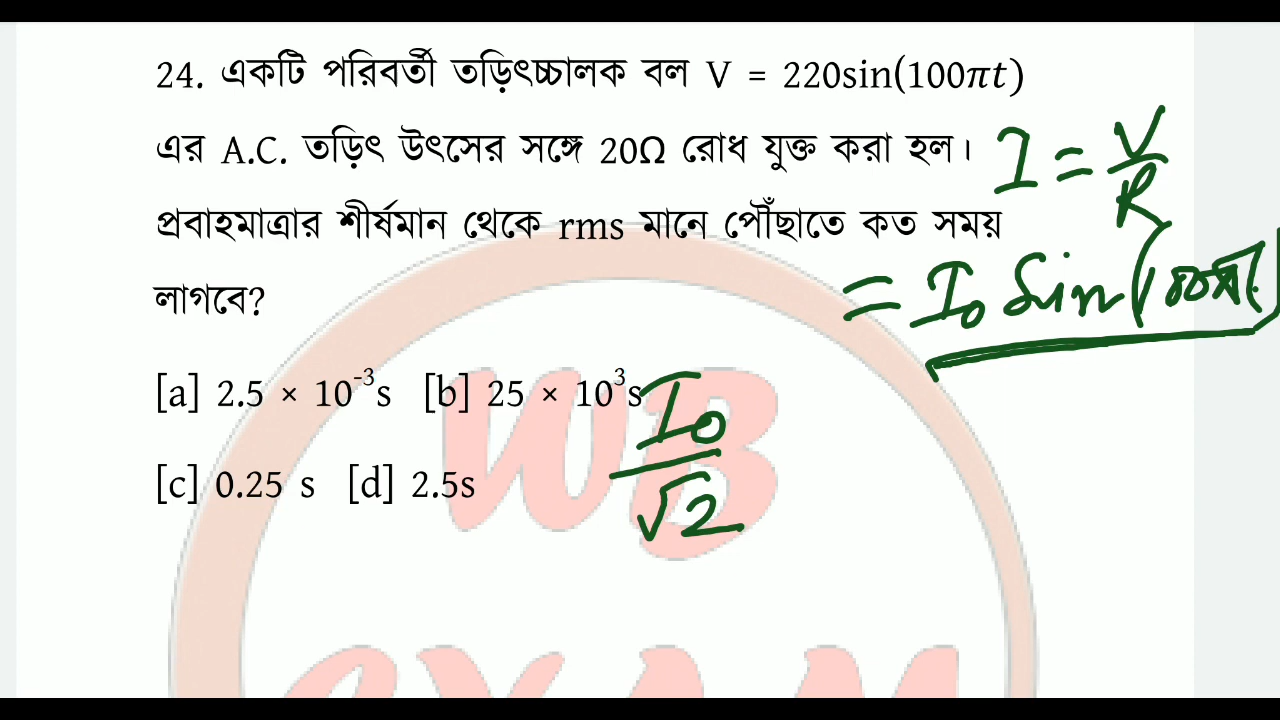 24. একটি পরিবর্তী তড়িৎচ্চালক বল V = 220sin(100πt)
এর A.C. তড়িৎ উৎসের সঙ্গে 20Ω রোধ যুক্ত করা হল।
প্রবাহমাত্রার শীর্ষমান থেকে rms মানে পৌঁছাতে কত সময়
লাগবে?
[a] 2.5 × 10⁻³s [b] 25 × 10³s
[c] 0.25 s [d] 2.5s
I = V/R
= I₀ Sin(100πt)
I₀/√2
WB
EXAM